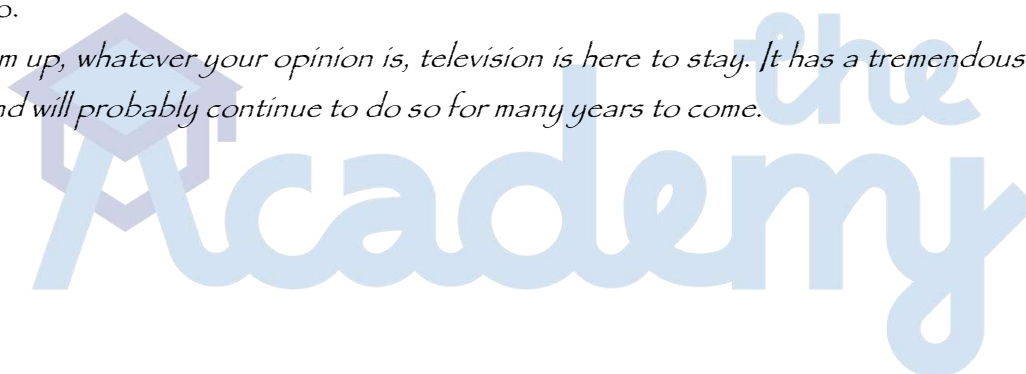 o.
m up, whatever your opinion is, television is here to stay. It has a tremendous
nd will probably continue to do so for many years to come.
the
Academy